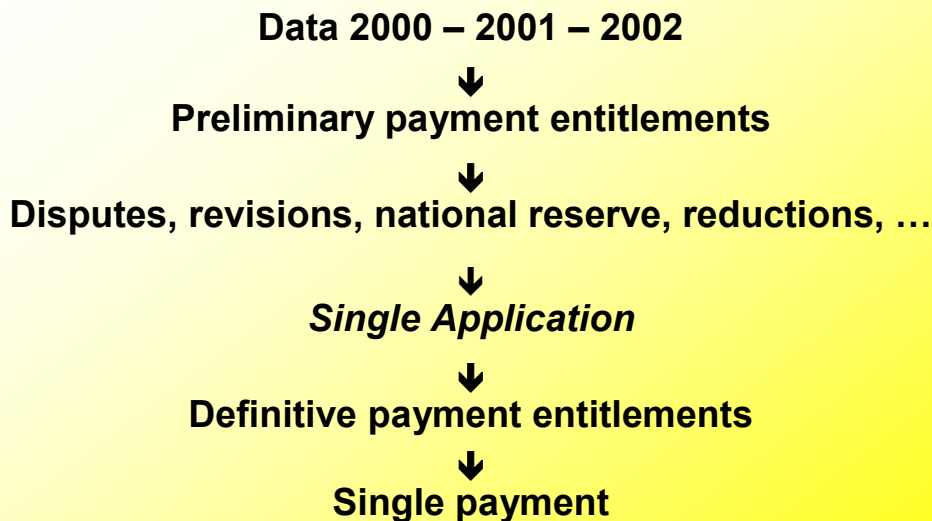 Data 2000 – 2001 – 2002
🡻
Preliminary payment entitlements
🡻
Disputes, revisions, national reserve, reductions, …
🡻
Single Application
🡻
Definitive payment entitlements
🡻
Single payment